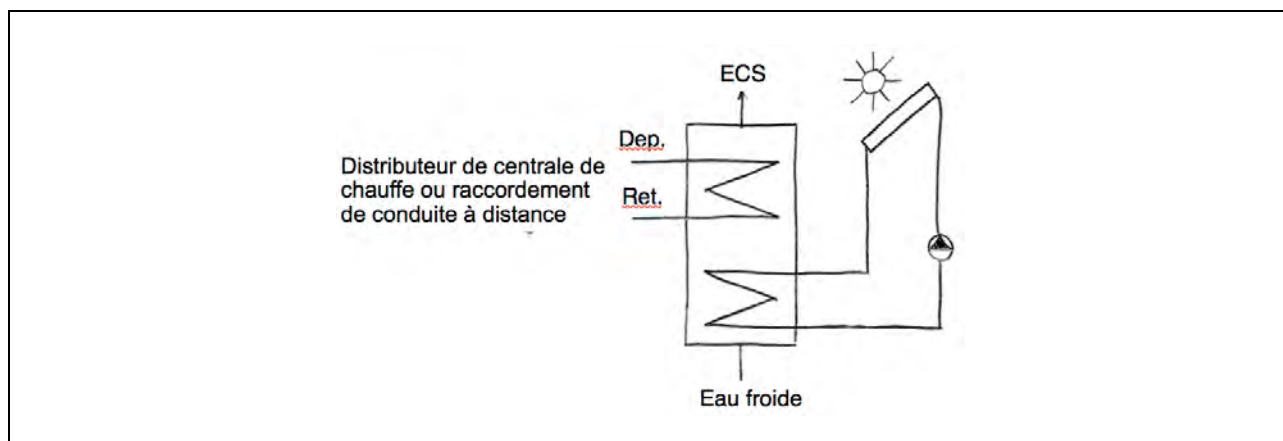 ECS
Dep.
Distributeur de centrale de
chauffe ou raccordement
de conduite à distance
Ret.
Eau froide